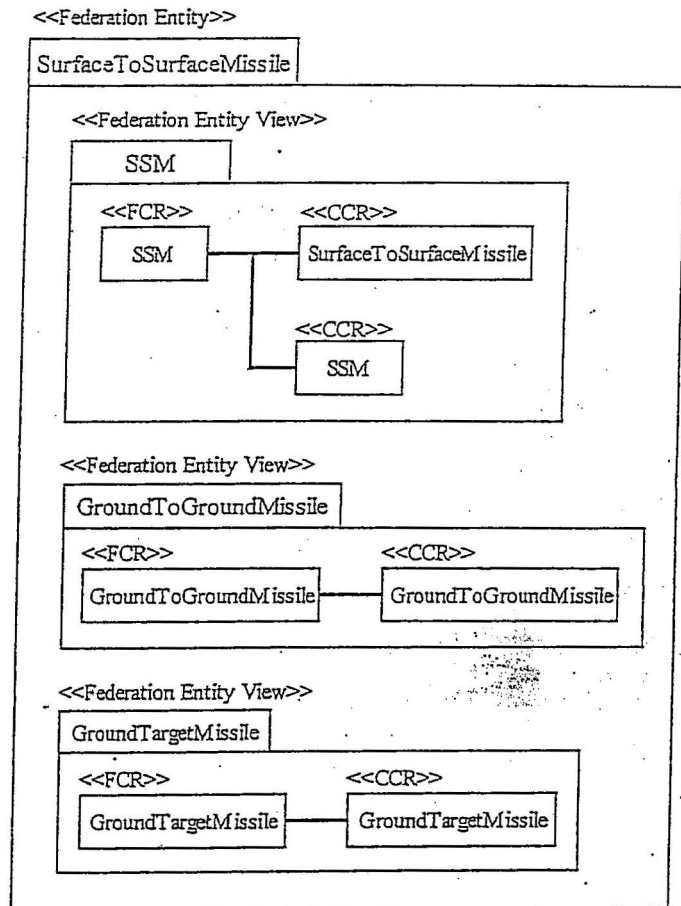 <<Federation Entity>>
SurfaceToSurfaceMissile
<<Federation Entity View>>
SSM
<<FCR>> <<CCR>>
SSM SurfaceToSurfaceMissile
<<CCR>>
SSM
<<Federation Entity View>>
GroundToGroundMissile
<<FCR>> <<CCR>>
GroundToGroundMissile GroundToGroundMissile
<<Federation Entity View>>
GroundTargetMissile
<<FCR>> <<CCR>>
GroundTargetMissile GroundTargetMissile